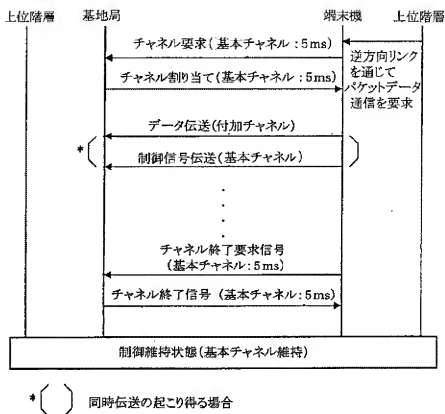 上位階層 基地局 端末機 上位階層
チャネル要求(基本チャネル:5ms)
逆方向リンク
を通じて
パケットデータ
通信を要求
チャネル割り当て(基本チャネル:5ms)
データ伝送(付加チャネル)
*
制御信号伝送(基本チャネル)
チャネル終了要求信号
(基本チャネル:5ms)
チャネル終了信号 (基本チャネル:5ms)
制御維持状態(基本チャネル維持)
*( ) 同時伝送の起こり得る場合